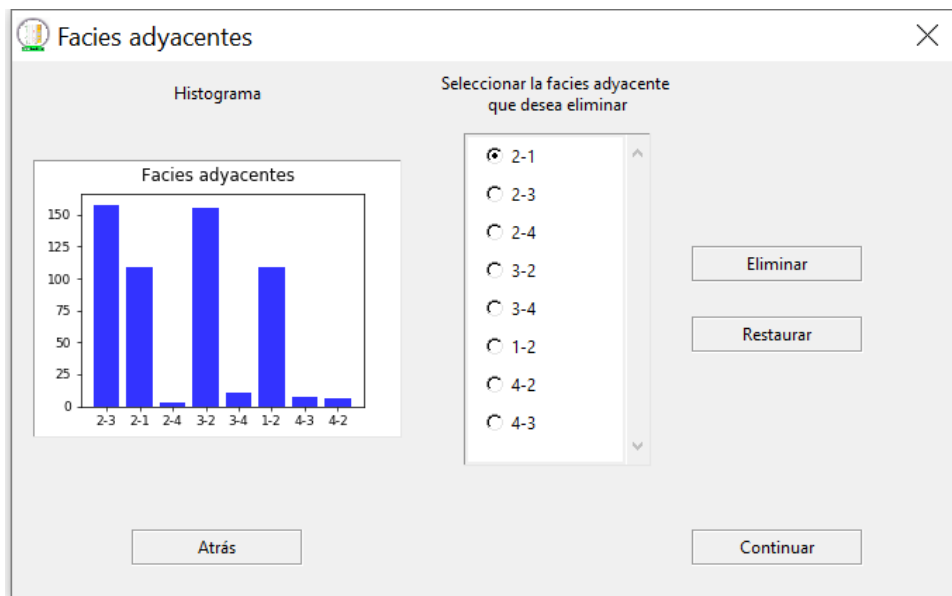 Facies adyacentes
Histograma
Facies adyacentes
150
125
100
75
50
25
0
2-3 2-1 2-4 3-2 3-4 1-2 4-3 4-2
Seleccionar la facies adyacente
que desea eliminar
2-1
2-3
2-4
3-2
3-4
1-2
4-2
4-3
Eliminar
Restaurar
Atrás
Continuar